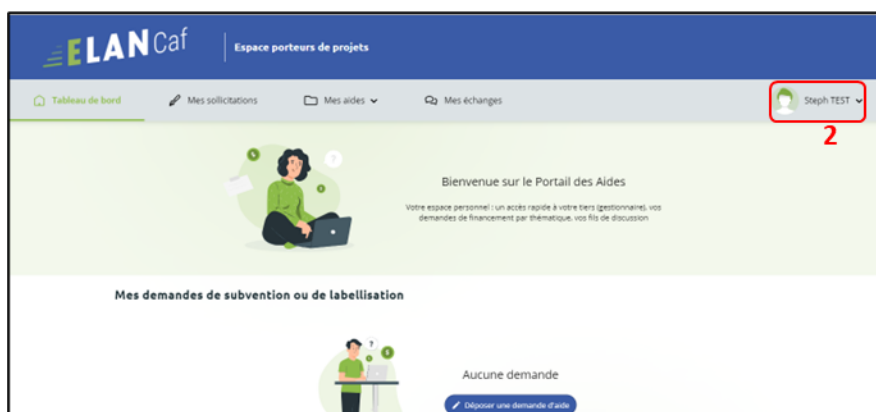 ELAN Caf
Espace porteurs de projets
Tableau de bord
Mes sollicitations
Mes aides
Mes échanges
Steph TEST
2
?
Bienvenue sur le Portail des Aides
Votre espace personnel : un accès rapide à votre tiers (gestionnaire), vos
demandes de financement par thématique, vos fils de discussion
Mes demandes de subvention ou de labellisation
?
Aucune demande
Déposer une demande d'aide